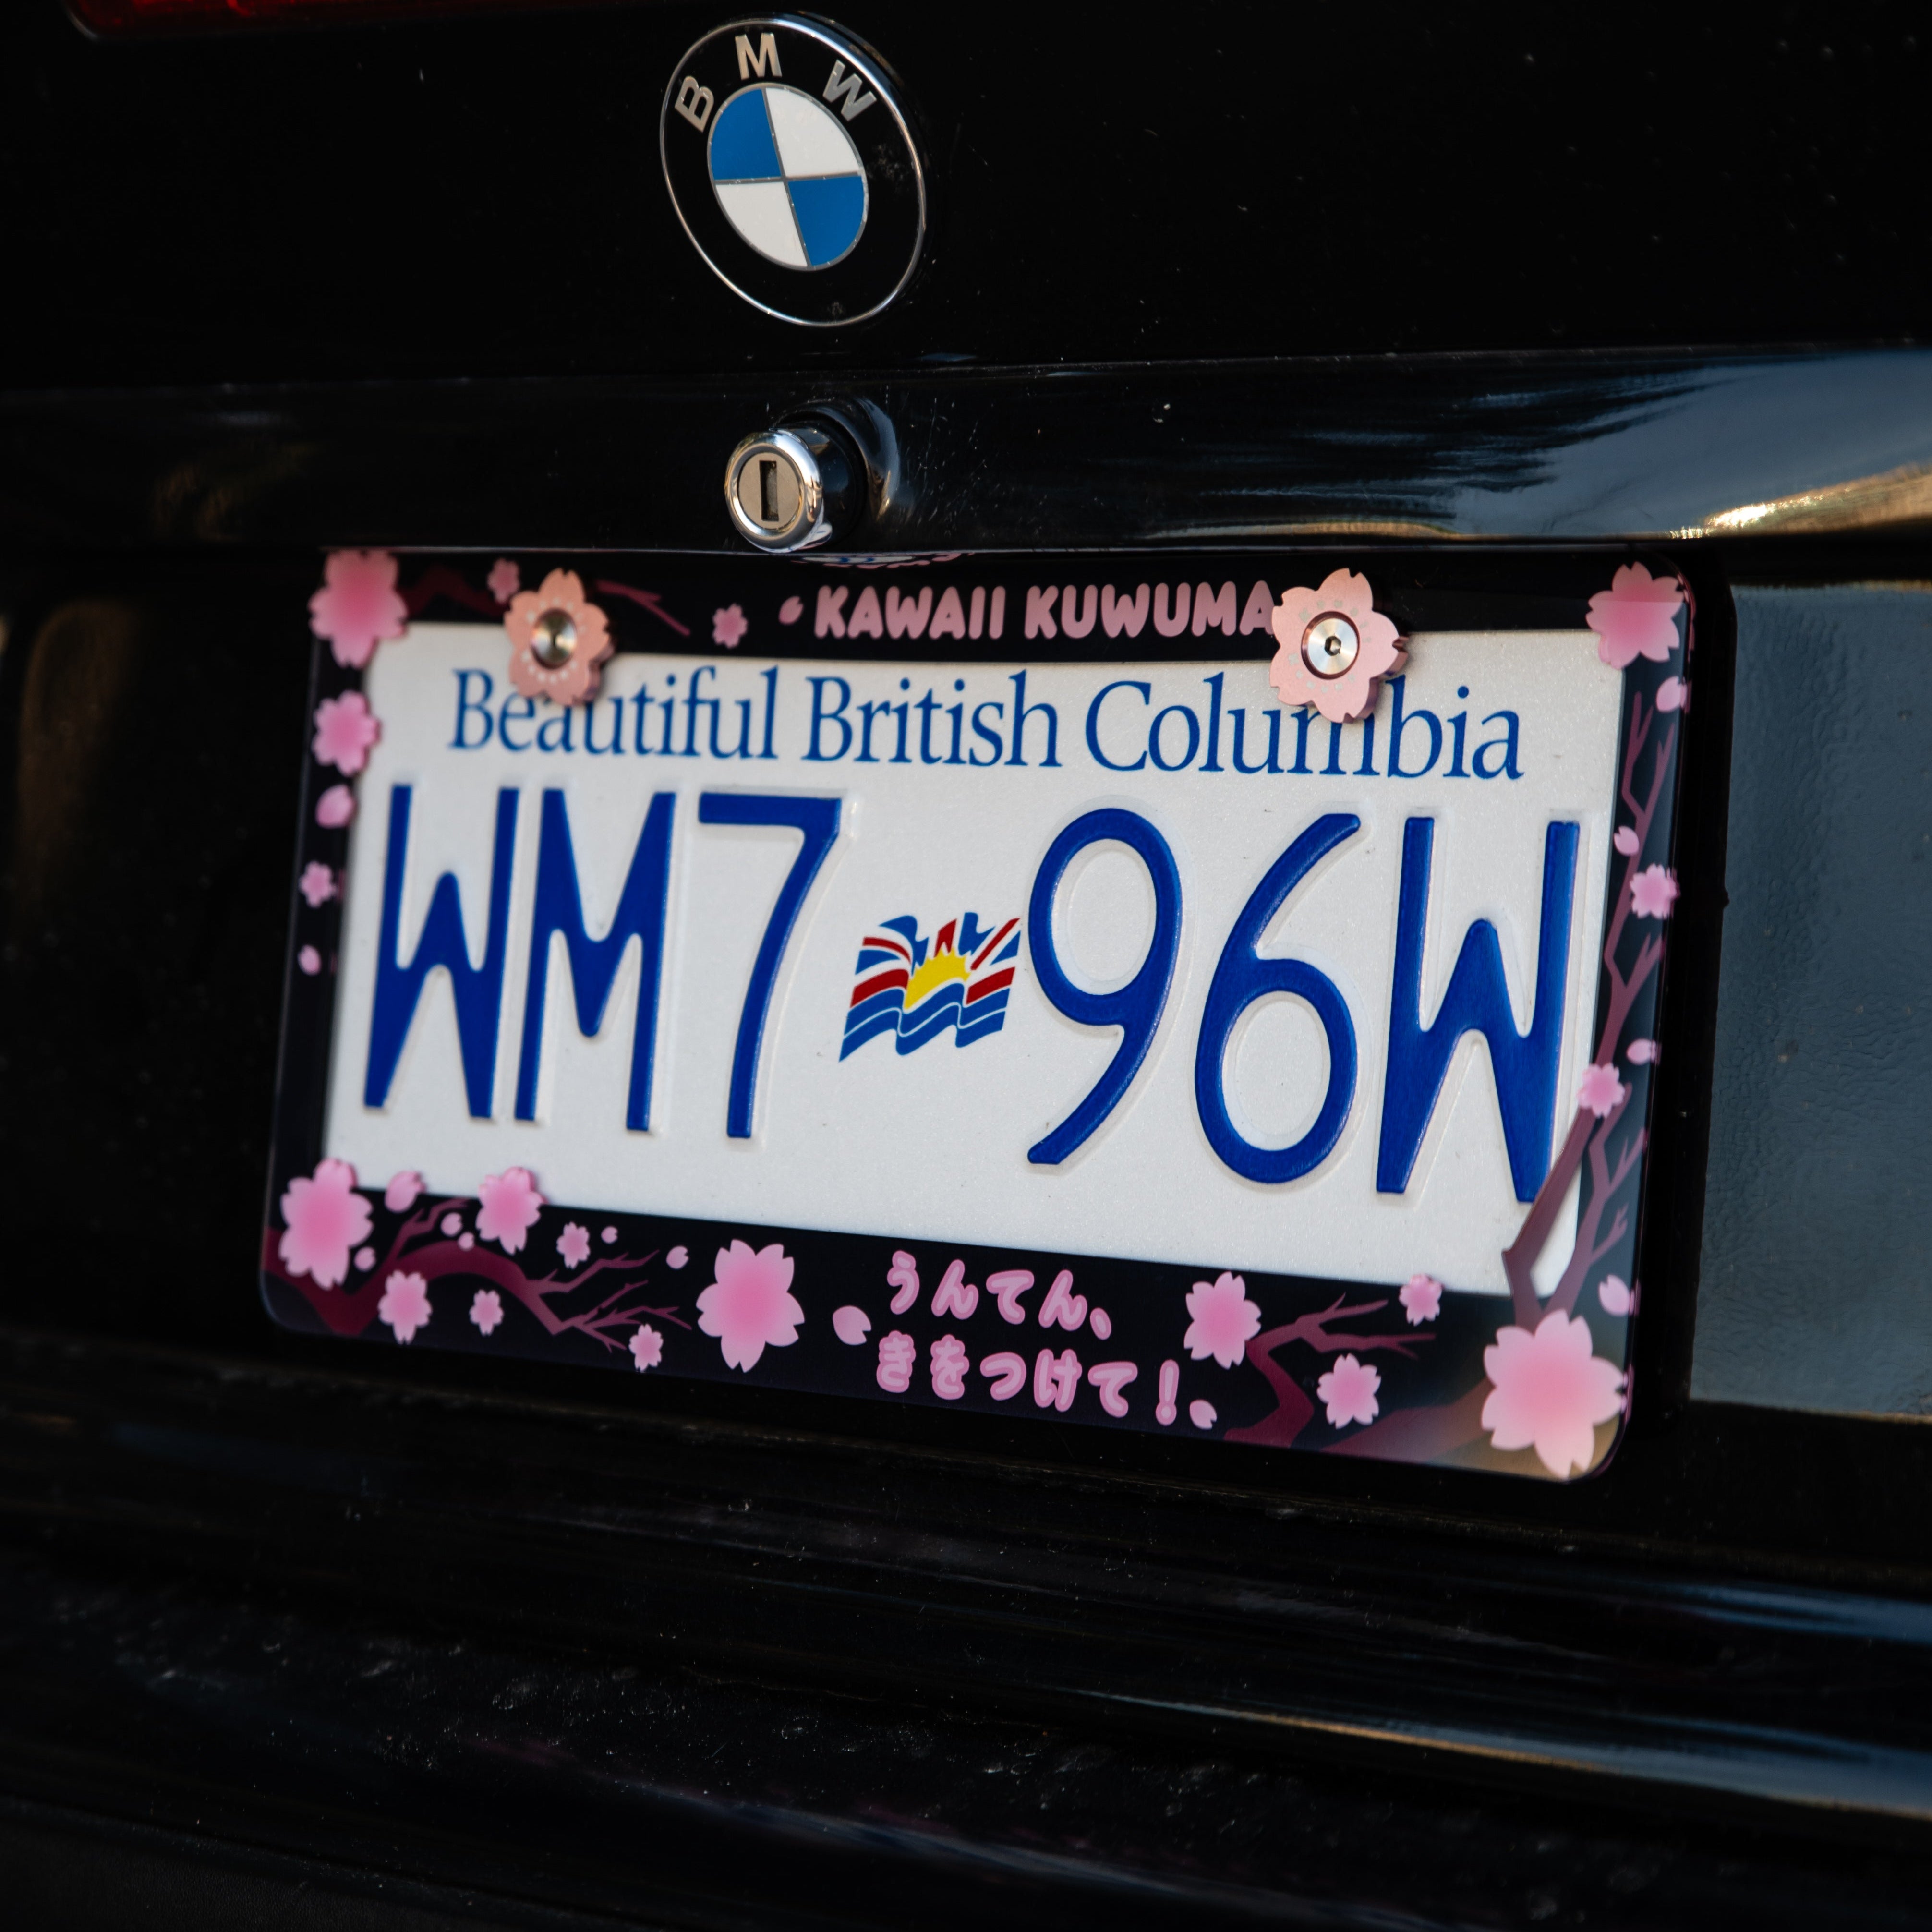 BMW
KAWAII KUWUMA
Beautiful British Columbia
WM7 96W
うんてん、
きをつけて!